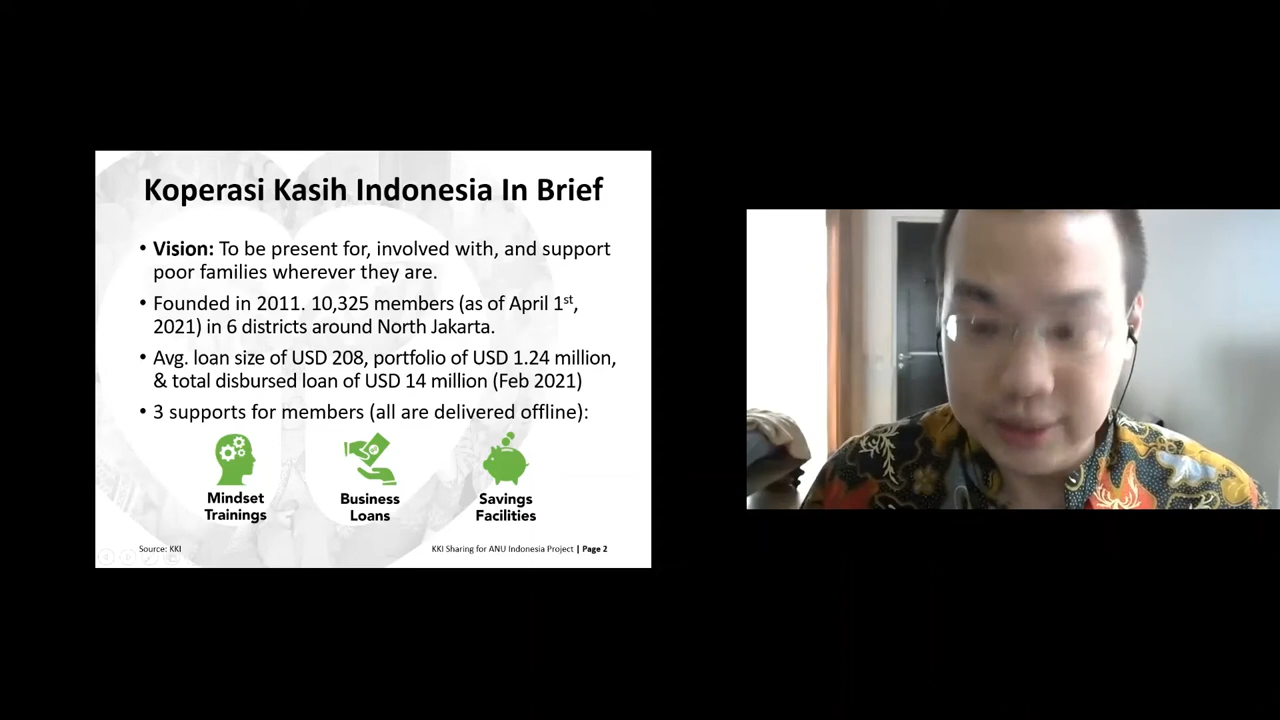 Koperasi Kasih Indonesia In Brief
• Vision: To be present for, involved with, and support
poor families wherever they are.
• Founded in 2011. 10,325 members (as of April 1st,
2021) in 6 districts around North Jakarta.
• Avg. loan size of USD 208, portfolio of USD 1.24 million,
& total disbursed loan of USD 14 million (Feb 2021)
• 3 supports for members (all are delivered offline):
Mindset
Trainings
Business
Loans
Savings
Facilities
Source: KKI
KKI Sharing for ANU Indonesia Project | Page 2